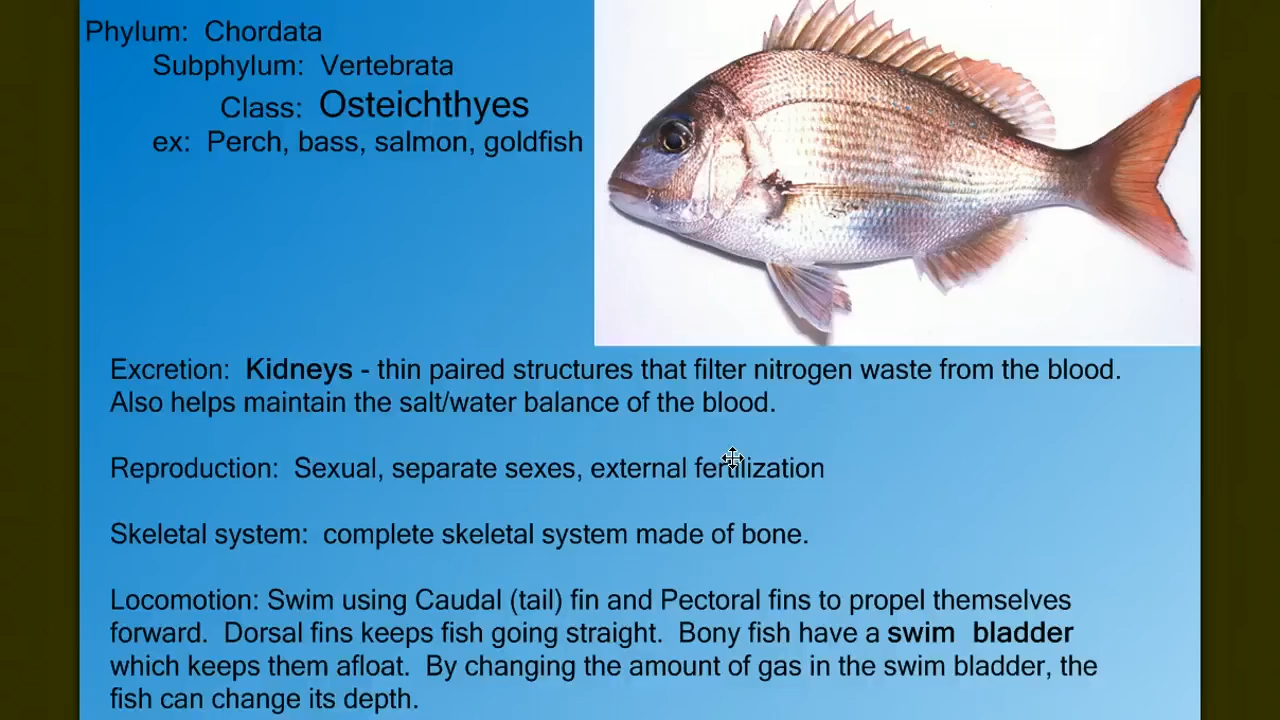 Phylum: Chordata
Subphylum: Vertebrata
Class: Osteichthyes
ex: Perch, bass, salmon, goldfish
Excretion: Kidneys - thin paired structures that filter nitrogen waste from the blood.
Also helps maintain the salt/water balance of the blood.
Reproduction: Sexual, separate sexes, external fertilization
Skeletal system: complete skeletal system made of bone.
Locomotion: Swim using Caudal (tail) fin and Pectoral fins to propel themselves
forward. Dorsal fins keeps fish going straight. Bony fish have a swim bladder
which keeps them afloat. By changing the amount of gas in the swim bladder, the
fish can change its depth.